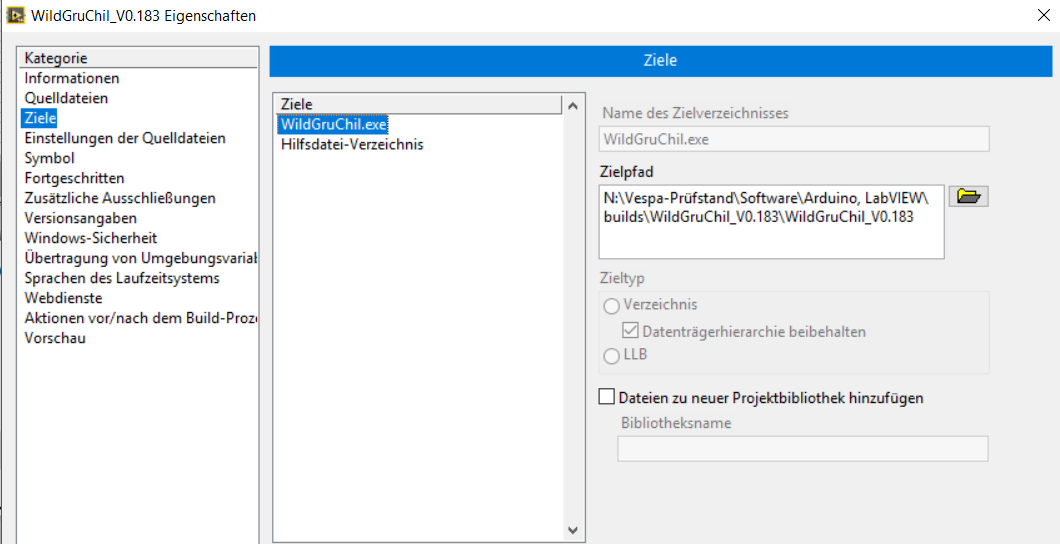 WildGruChil_V0.183 Eigenschaften
Kategorie
Informationen
Quelldateien
Ziele
Einstellungen der Quelldateien
Symbol
Fortgeschritten
Zusätzliche Ausschließungen
Versionsangaben
Windows-Sicherheit
Übertragung von Umgebungsvariab
Sprachen des Laufzeitsystems
Webdienste
Aktionen vor/nach dem Build-Proze
Vorschau
Ziele
Ziele
WildGruChil.exe
Hilfsdatei-Verzeichnis
Name des Zielverzeichnisses
WildGruChil.exe
Zielpfad
N:\Vespa-Prüfstand\Software\Arduino, LabVIEW\
builds\WildGruChil_V0.183\WildGruChil_V0.183
Zieltyp
Verzeichnis
Datenträgerhierarchie beibehalten
LLB
Dateien zu neuer Projektbibliothek hinzufügen
Bibliotheksname